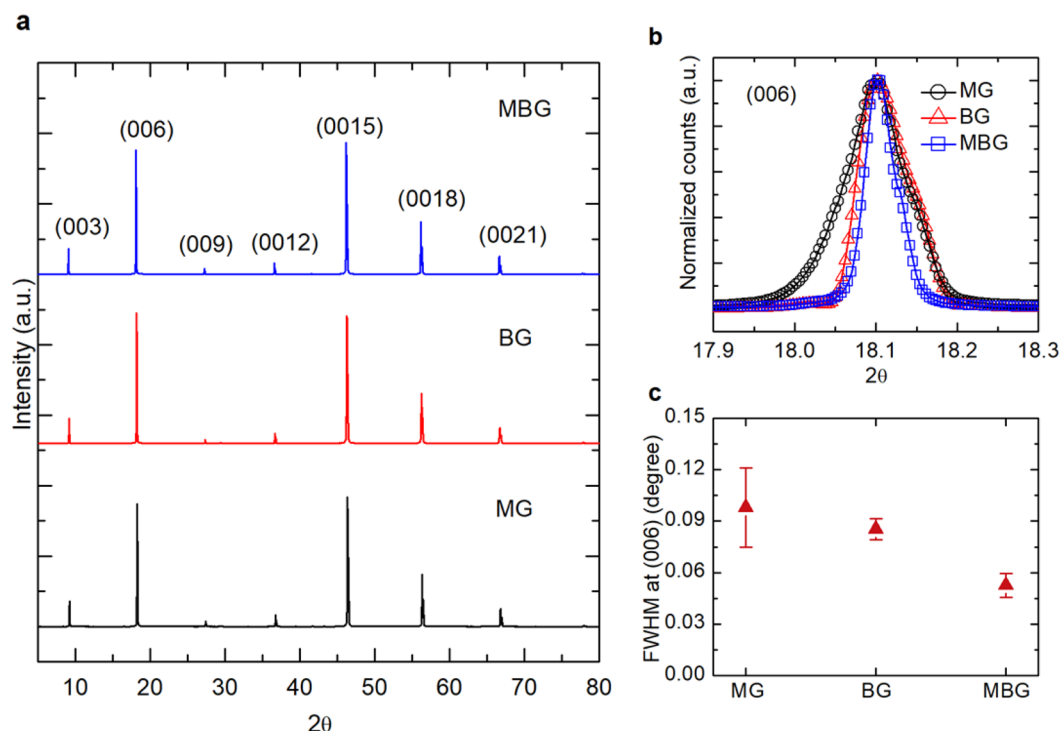 a
MBG
(003)
(006)
(009)
(0012)
(0015)
(0018)
(0021)
BG
MG
Intensity (a.u.)
10 20 30 40 50 60 70 80
2θ
b
(006)
MG
BG
MBG
Normalized counts (a.u.)
17.9 18.0 18.1 18.2 18.3
2θ
c
FWHM at (006) (degree)
0.15
0.12
0.09
0.06
0.03
0.00
MG BG MBG